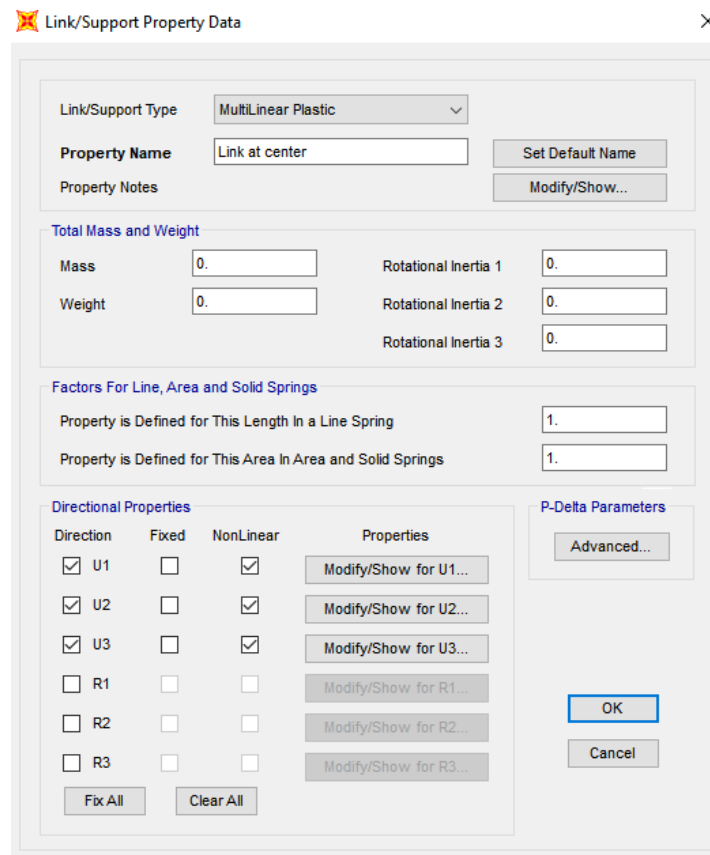 Link/Support Property Data
Link/Support Type MultiLinear Plastic
Property Name Link at center Set Default Name
Property Notes Modify/Show...
Total Mass and Weight
Mass 0. Rotational Inertia 1 0.
Weight 0. Rotational Inertia 2 0.
Rotational Inertia 3 0.
Factors For Line, Area and Solid Springs
Property is Defined for This Length In a Line Spring 1.
Property is Defined for This Area In Area and Solid Springs 1.
Directional Properties P-Delta Parameters
Direction Fixed NonLinear Properties
Advanced...
U1 Modify/Show for U1...
U2 Modify/Show for U2...
U3 Modify/Show for U3...
R1 Modify/Show for R1...
R2 Modify/Show for R2...
R3 Modify/Show for R3...
OK
Cancel
Fix All Clear All